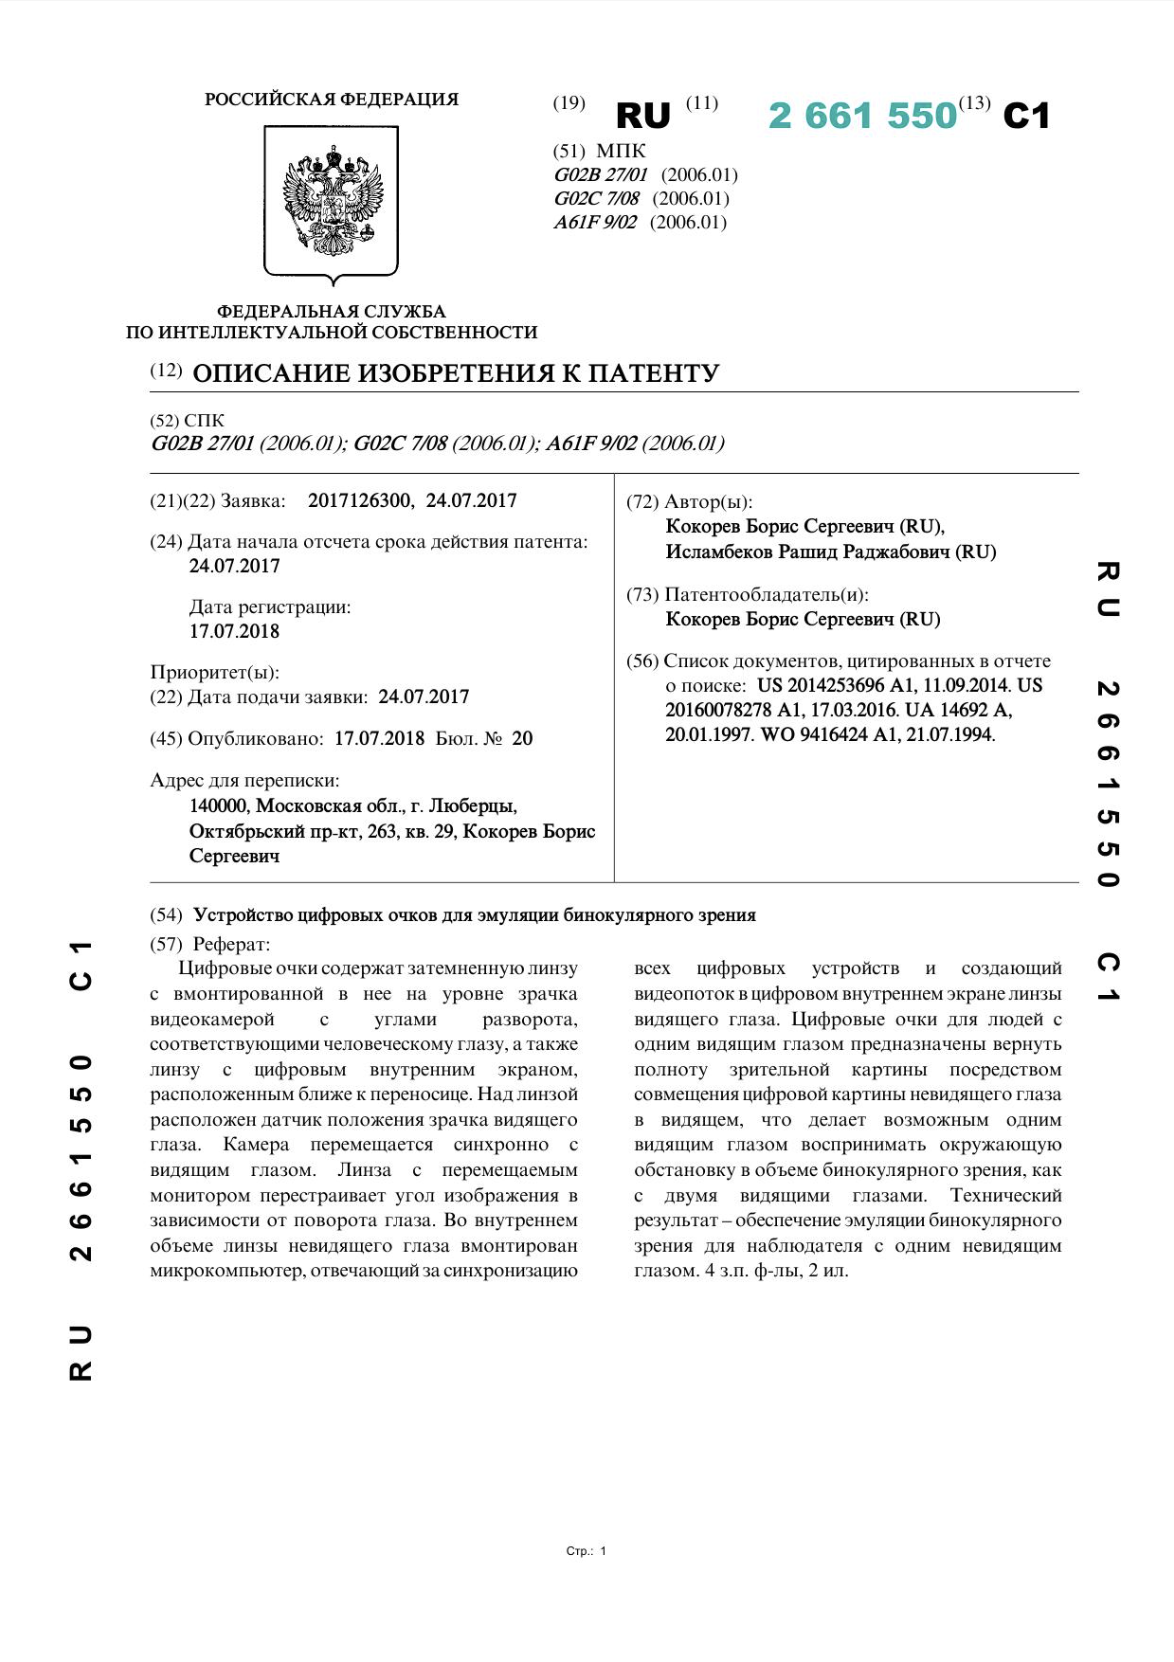 РОССИЙСКАЯ ФЕДЕРАЦИЯ
ФЕДЕРАЛЬНАЯ СЛУЖБА
ПО ИНТЕЛЛЕКТУАЛЬНОЙ СОБСТВЕННОСТИ
(19) RU (11) 2 661 550 (13) C1
(51) МПК
G02B 27/01 (2006.01)
G02C 7/08 (2006.01)
A61F 9/02 (2006.01)
(12) ОПИСАНИЕ ИЗОБРЕТЕНИЯ К ПАТЕНТУ
(52) СПК
G02B 27/01 (2006.01); G02C 7/08 (2006.01); A61F 9/02 (2006.01)
(21)(22) Заявка: 2017126300, 24.07.2017
(24) Дата начала отсчета срока действия патента:
24.07.2017
Дата регистрации:
17.07.2018
Приоритет(ы):
(22) Дата подачи заявки: 24.07.2017
(45) Опубликовано: 17.07.2018 Бюл. № 20
Адрес для переписки:
140000, Московская обл., г. Люберцы,
Октябрьский пр-кт, 263, кв. 29, Кокорев Борис
Сергеевич
(72) Автор(ы):
Кокорев Борис Сергеевич (RU),
Исламбеков Рашид Раджабович (RU)
(73) Патентообладатель(и):
Кокорев Борис Сергеевич (RU)
(56) Список документов, цитированных в отчете
о поиске: US 2014253696 A1, 11.09.2014. US
20160078278 A1, 17.03.2016. UA 14692 A,
20.01.1997. WO 9416424 A1, 21.07.1994.
(54) Устройство цифровых очков для эмуляции бинокулярного зрения
(57) Реферат:
Цифровые очки содержат затемненную линзу
с вмонтированной в нее на уровне зрачка
видеокамерой с углами разворота,
соответствующими человеческому глазу, а также
линзу с цифровым внутренним экраном,
расположенным ближе к переносице. Над линзой
расположен датчик положения зрачка видящего
глаза. Камера перемещается синхронно с
видящим глазом. Линза с перемещаемым
монитором перестраивает угол изображения в
зависимости от поворота глаза. Во внутреннем
объеме линзы невидящего глаза вмонтирован
микрокомпьютер, отвечающий за синхронизацию
всех цифровых устройств и создающий
видеопоток в цифровом внутреннем экране линзы
видящего глаза. Цифровые очки для людей с
одним видящим глазом предназначены вернуть
полноту зрительной картины посредством
совмещения цифровой картины невидящего глаза
в видящем, что делает возможным одним
видящим глазом воспринимать окружающую
обстановку в объеме бинокулярного зрения, как
с двумя видящими глазами. Технический
результат – обеспечение эмуляции бинокулярного
зрения для наблюдателя с одним невидящим
глазом. 4 з.п. ф-лы, 2 ил.
RU 2661550 C1
RU 2661550 C1
Стр.: 1